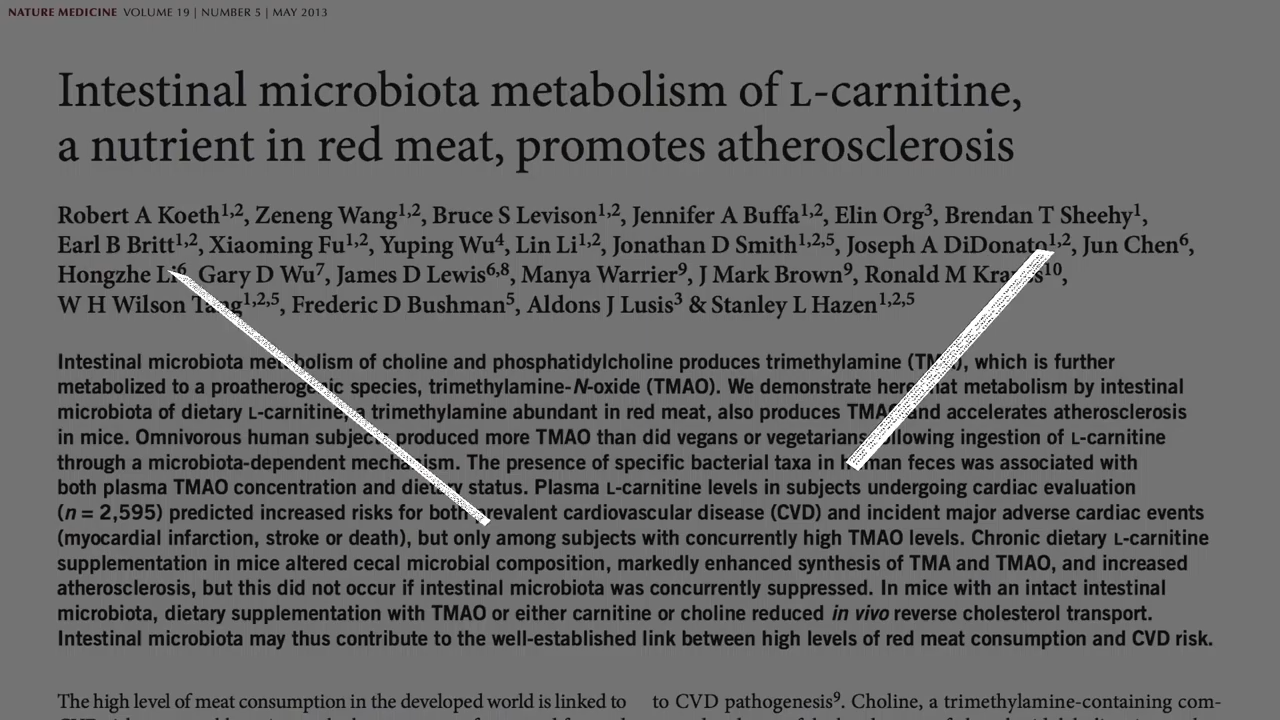 NATURE MEDICINE VOLUME 19 | NUMBER 5 | MAY 2013
Intestinal microbiota metabolism of L-carnitine,
a nutrient in red meat, promotes atherosclerosis
Robert A Koeth1,2, Zeneng Wang1,2, Bruce S Levison1,2, Jennifer A Buffa1,2, Elin Org3, Brendan T Sheehy1,
Earl B Britt1,2, Xiaoming Fu1,2, Yuping Wu4, Lin Li1,2, Jonathan D Smith1,2,5, Joseph A DiDonato1,2, Jun Chen6,
Hongzhe Li6, Gary D Wu7, James D Lewis6,8, Manya Warrier9, J Mark Brown9, Ronald M Krauss10,
W H Wilson Tang1,2,5, Frederic D Bushman5, Aldons J Lusis3 & Stanley L Hazen1,2,5
Intestinal microbiota metabolism of choline and phosphatidylcholine produces trimethylamine (TMA), which is further
metabolized to a proatherogenic species, trimethylamine-N-oxide (TMAO). We demonstrate here that metabolism by intestinal
microbiota of dietary L-carnitine, a trimethylamine abundant in red meat, also produces TMAO and accelerates atherosclerosis
in mice. Omnivorous human subjects produced more TMAO than did vegans or vegetarians following ingestion of L-carnitine
through a microbiota-dependent mechanism. The presence of specific bacterial taxa in human feces was associated with
both plasma TMAO concentration and dietary status. Plasma L-carnitine levels in subjects undergoing cardiac evaluation
(n = 2,595) predicted increased risks for both prevalent cardiovascular disease (CVD) and incident major adverse cardiac events
(myocardial infarction, stroke or death), but only among subjects with concurrently high TMAO levels. Chronic dietary L-carnitine
supplementation in mice altered cecal microbial composition, markedly enhanced synthesis of TMA and TMAO, and increased
atherosclerosis, but this did not occur if intestinal microbiota was concurrently suppressed. In mice with an intact intestinal
microbiota, dietary supplementation with TMAO or either carnitine or choline reduced in vivo reverse cholesterol transport.
Intestinal microbiota may thus contribute to the well-established link between high levels of red meat consumption and CVD risk.
The high level of meat consumption in the developed world is linked to
to CVD pathogenesis9. Choline, a trimethylamine-containing com-